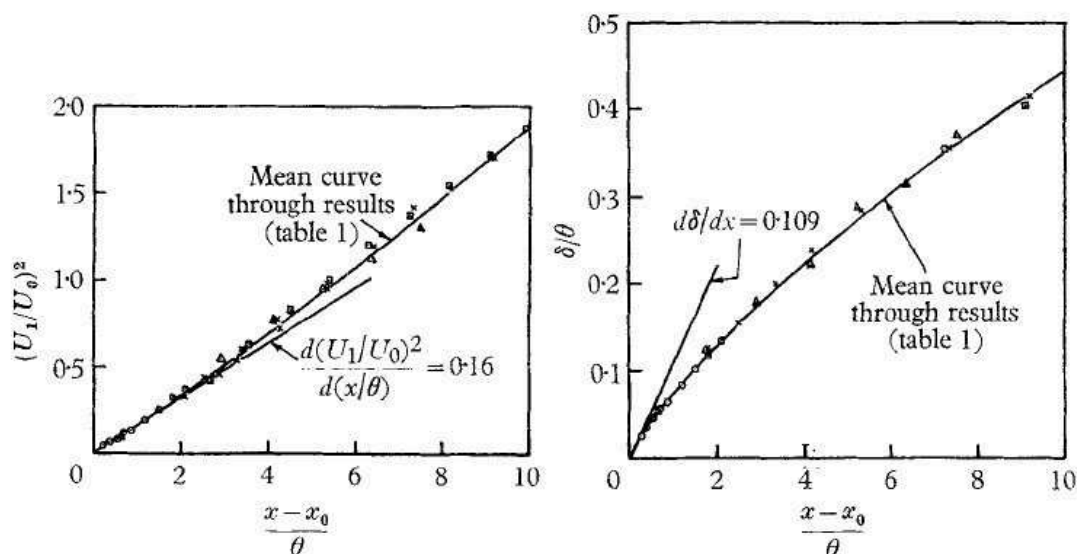 2·0
1·5
1·0
0·5
0
2
4
6
8
10
(U₁/U₀)²
Mean curve
through results
(table 1)
d(U₁/U₀)²
d(x/θ)
=0·16
x−x₀
θ
0·5
0·4
0·3
0·2
0·1
0
2
4
6
8
10
δ/θ
dδ/dx=0·109
Mean curve
through results
(table 1)
x−x₀
θ